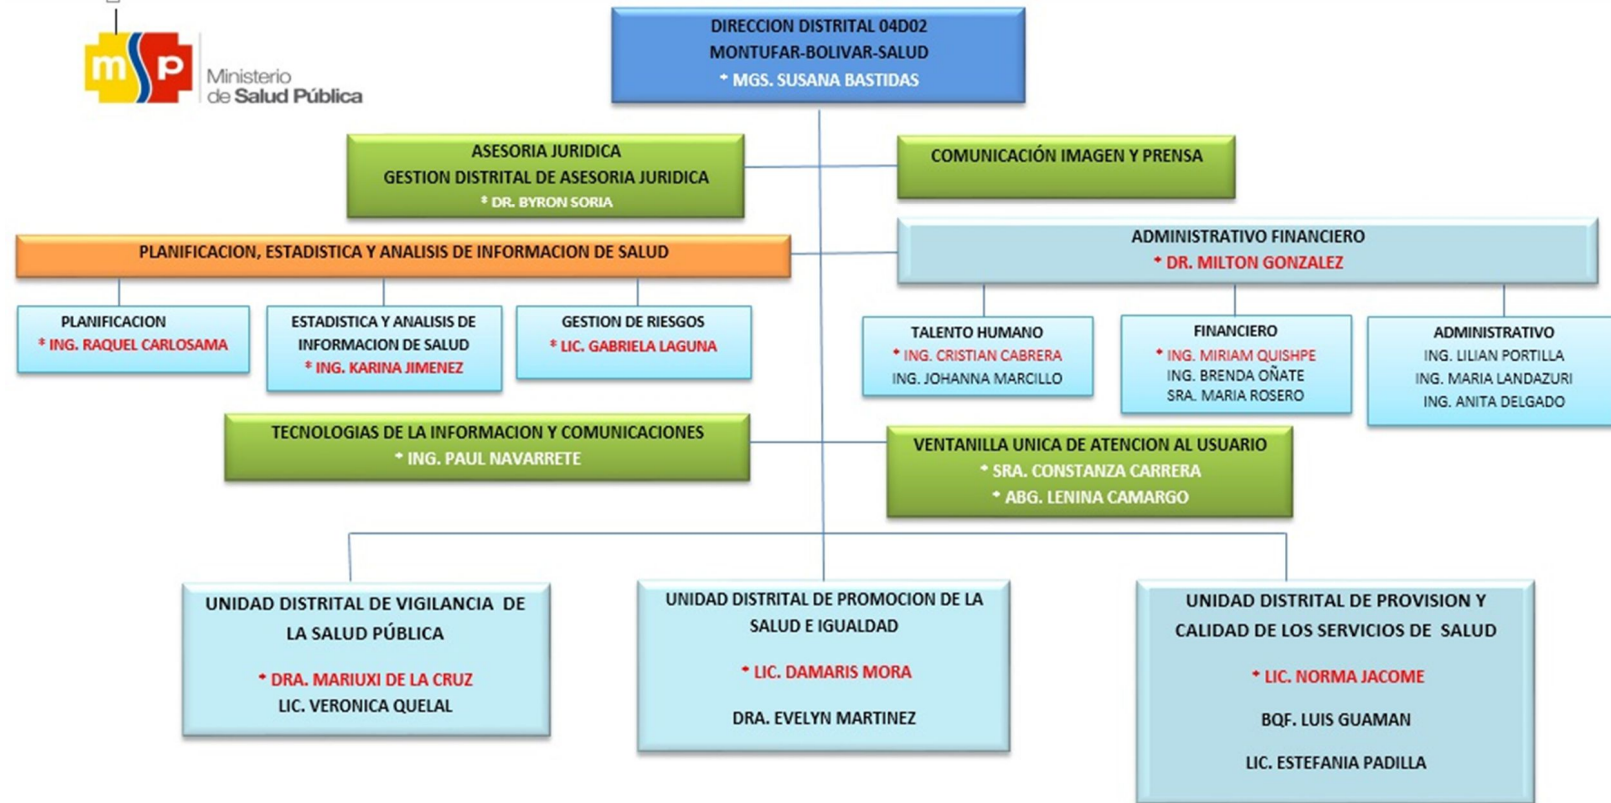 DIRECCION DISTRITAL 04D02
MONTUFAR-BOLIVAR-SALUD
* MGS. SUSANA BASTIDAS
msp
Ministerio
de Salud Pública
ASESORIA JURIDICA
GESTION DISTRITAL DE ASESORIA JURIDICA
* DR. BYRON SORIA
COMUNICACIÓN IMAGEN Y PRENSA
PLANIFICACION, ESTADISTICA Y ANALISIS DE INFORMACION DE SALUD
ADMINISTRATIVO FINANCIERO
* DR. MILTON GONZALEZ
PLANIFICACION
* ING. RAQUEL CARLOSAMA
ESTADISTICA Y ANALISIS DE
INFORMACION DE SALUD
* ING. KARINA JIMENEZ
GESTION DE RIESGOS
* LIC. GABRIELA LAGUNA
TALENTO HUMANO
* ING. CRISTIAN CABRERA
ING. JOHANNA MARCILLO
FINANCIERO
* ING. MIRIAM QUISHPE
ING. BRENDA OÑATE
SRA. MARIA ROSERO
ADMINISTRATIVO
ING. LILIAN PORTILLA
ING. MARIA LANDAZURI
ING. ANITA DELGADO
TECNOLOGIAS DE LA INFORMACION Y COMUNICACIONES
* ING. PAUL NAVARRETE
VENTANILLA UNICA DE ATENCION AL USUARIO
* SRA. CONSTANZA CARRERA
* ABG. LENINA CAMARGO
UNIDAD DISTRITAL DE VIGILANCIA DE
LA SALUD PÚBLICA
* DRA. MARIUXI DE LA CRUZ
LIC. VERONICA QUELAL
UNIDAD DISTRITAL DE PROMOCION DE LA
SALUD E IGUALDAD
* LIC. DAMARIS MORA
DRA. EVELYN MARTINEZ
UNIDAD DISTRITAL DE PROVISION Y
CALIDAD DE LOS SERVICIOS DE SALUD
* LIC. NORMA JACOME
BQF. LUIS GUAMAN
LIC. ESTEFANIA PADILLA